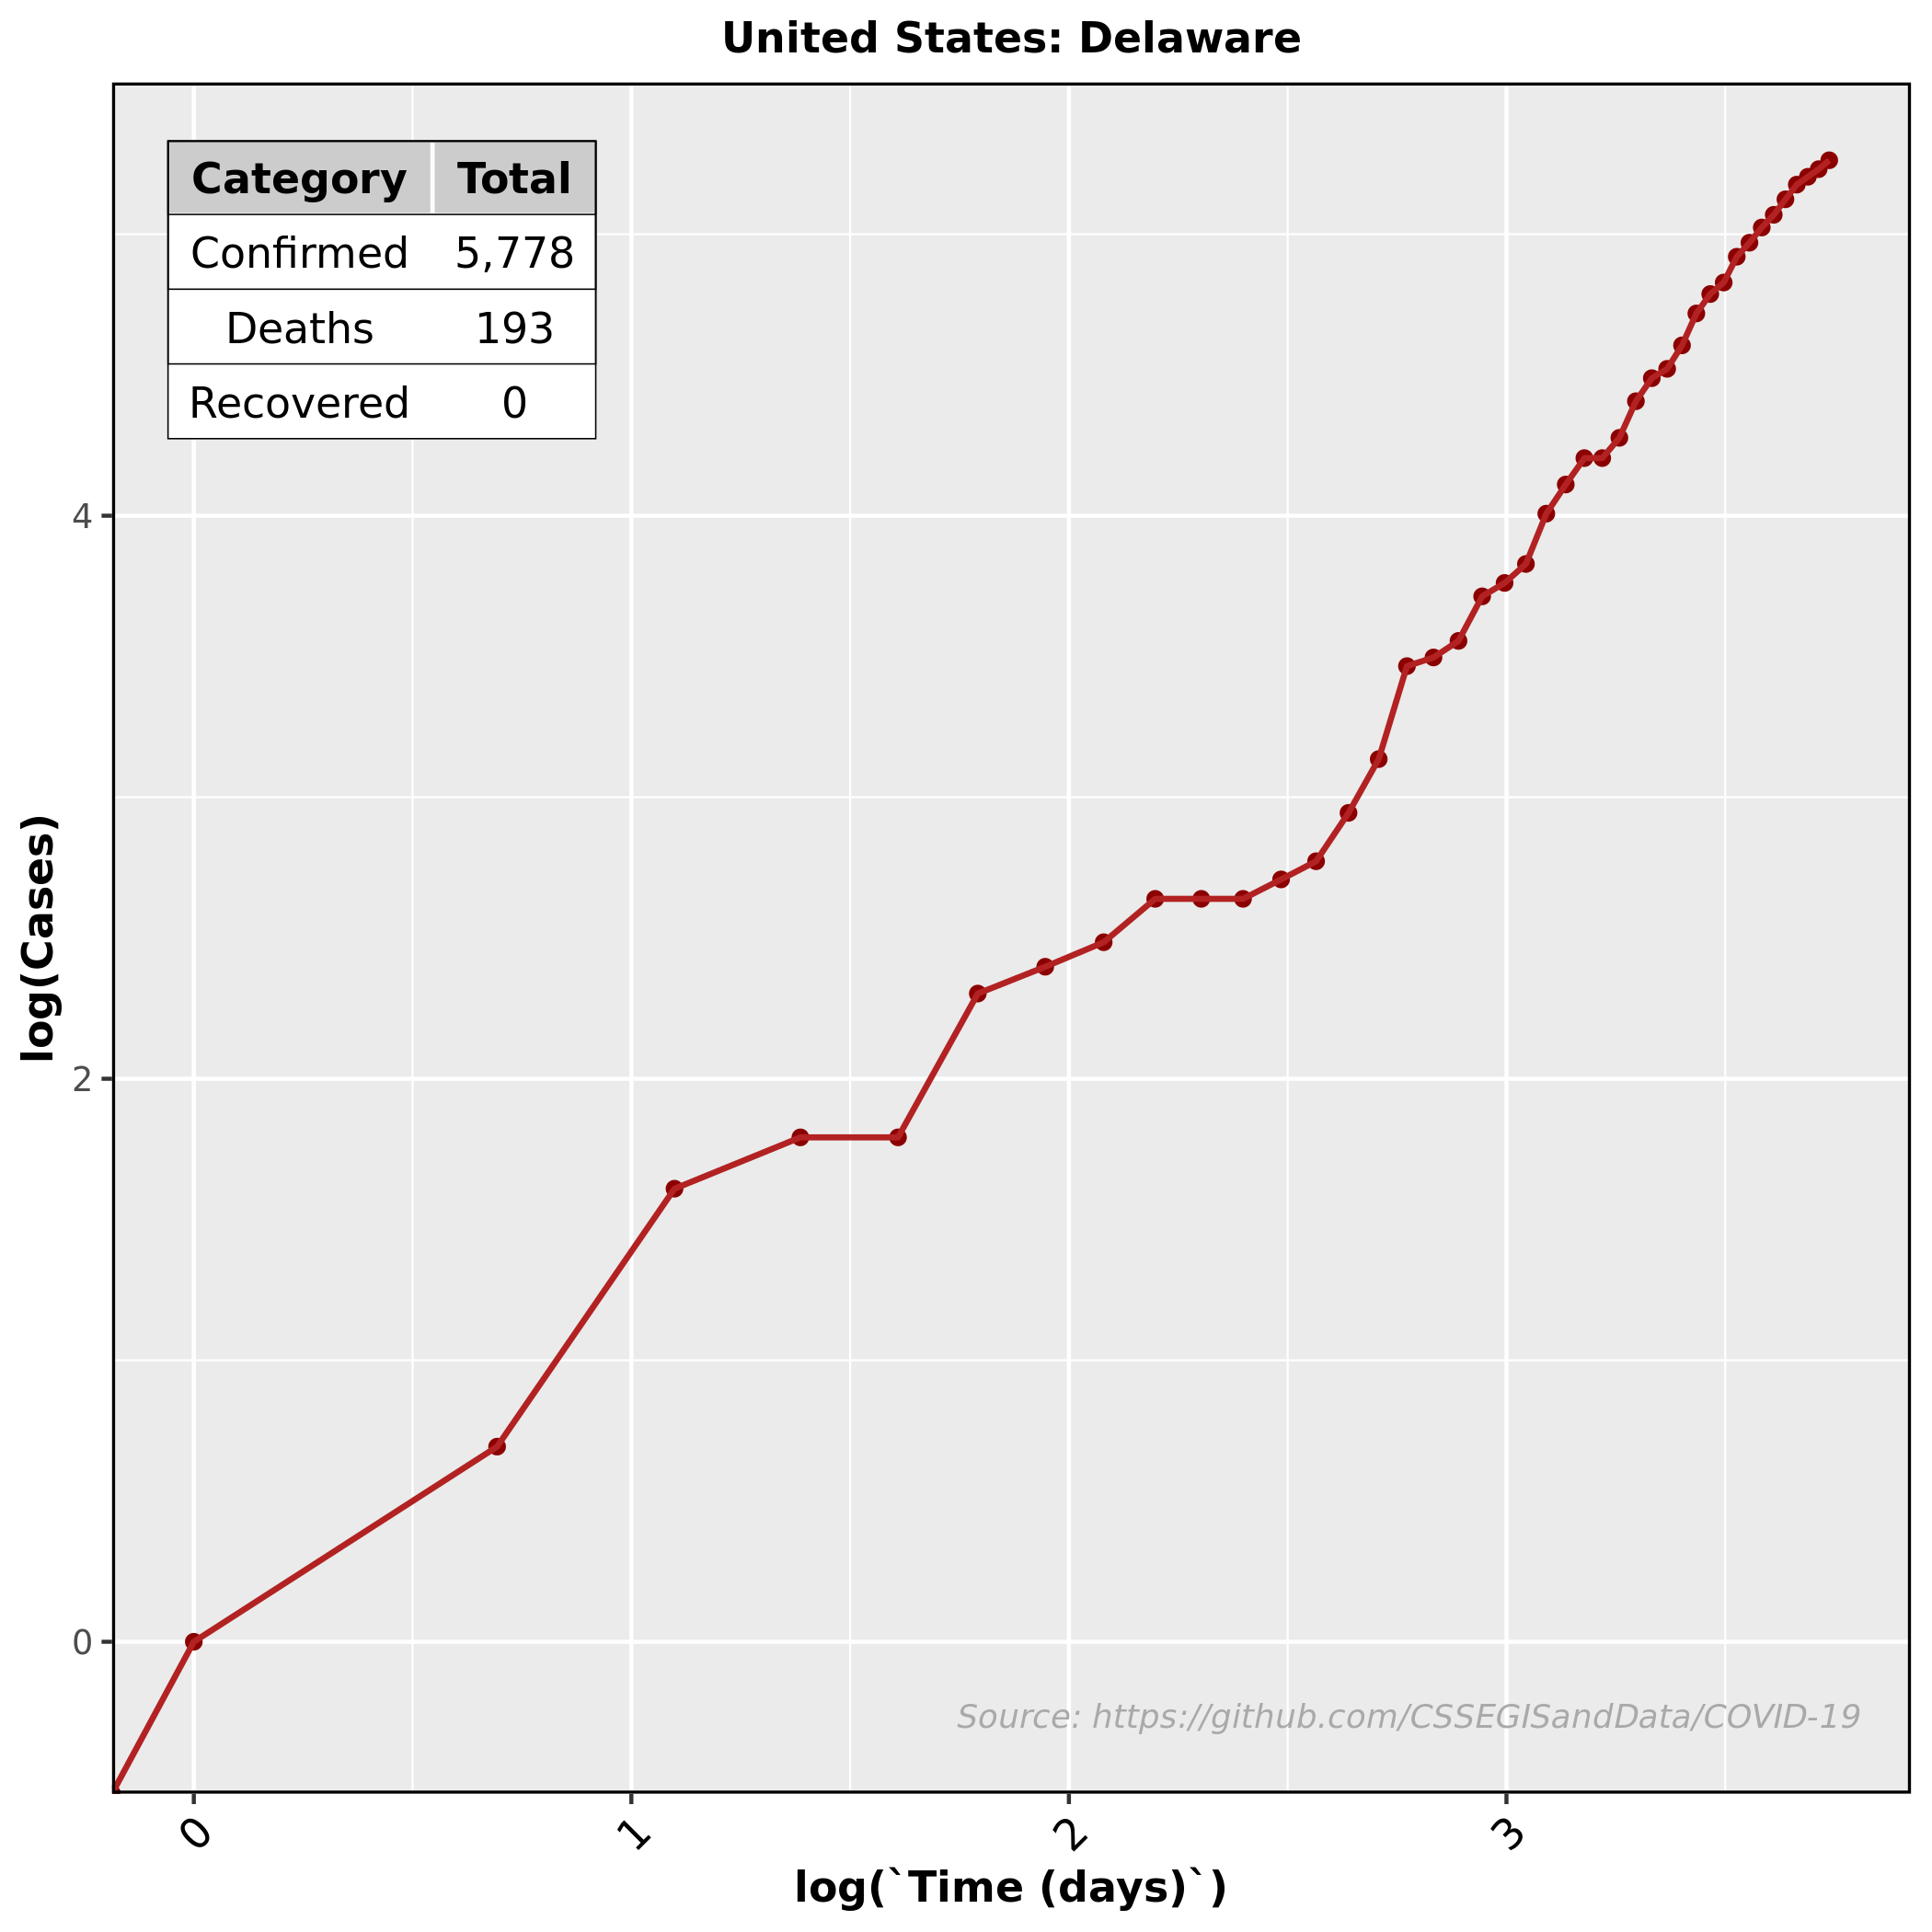 United States: Delaware
Category Total
Confirmed 5,778
Deaths 193
Recovered 0
4
2
0
log(Cases)
Source: https://github.com/CSSEGISandData/COVID-19
0 1 2 3
log(`Time (days)`)